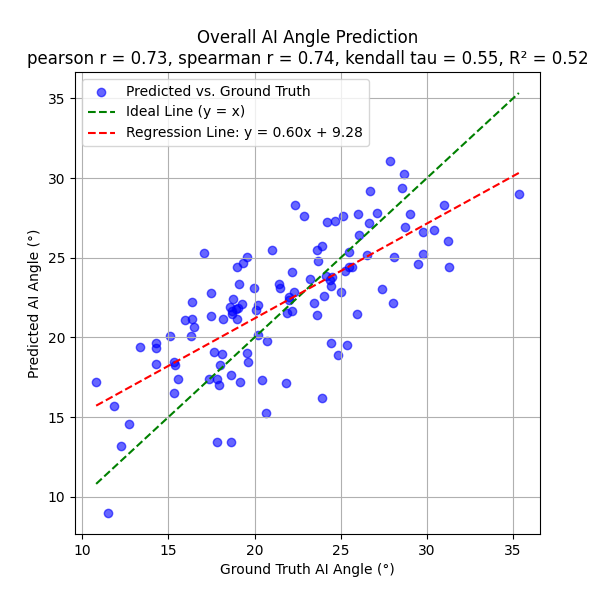 Overall AI Angle Prediction
pearson r = 0.73, spearman r = 0.74, kendall tau = 0.55, R² = 0.52
Predicted vs. Ground Truth
Ideal Line (y = x)
Regression Line: y = 0.60x + 9.28
Predicted AI Angle (°)
35
30
25
20
15
10
10 15 20 25 30 35
Ground Truth AI Angle (°)